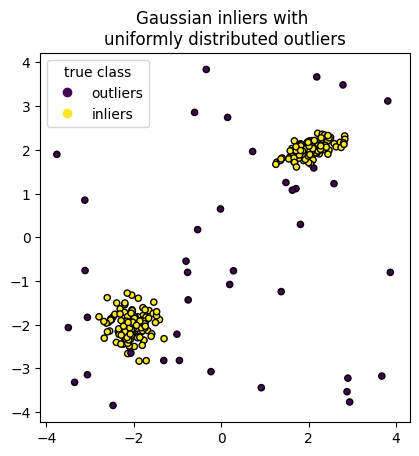 Gaussian inliers with
uniformly distributed outliers
true class
outliers
inliers
4
3
2
1
0
−1
−2
−3
−4
−4
−2
0
2
4